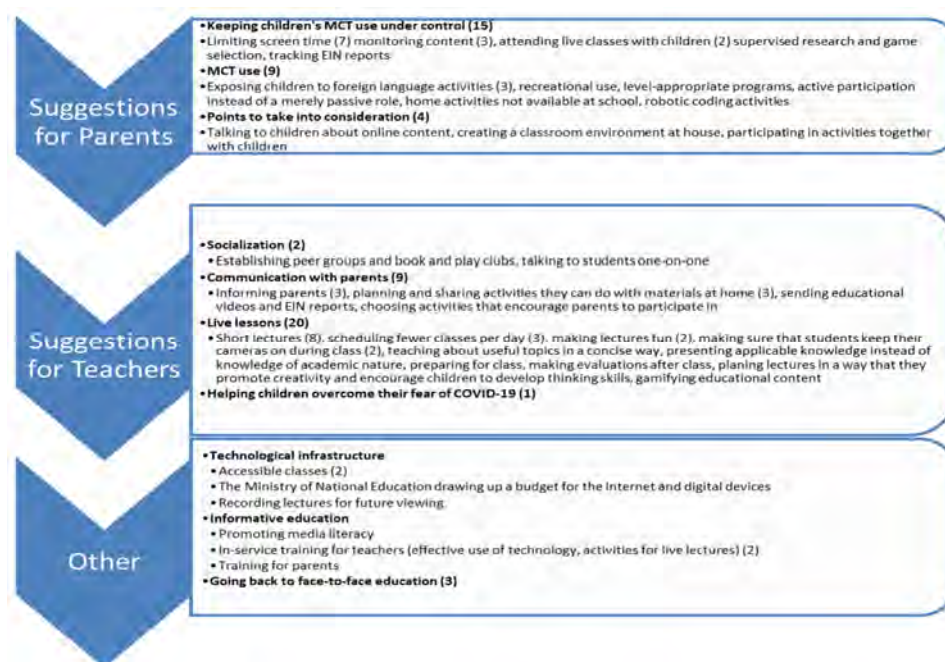 Suggestions
for Parents
•Keeping children's MCT use under control (15)
•Limiting screen time (7) monitoring content (3), attending live classes with children (2) supervised research and game
selection, tracking EIN reports
•MCT use (9)
•Exposing children to foreign language activities (3), recreational use, level-appropriate programs, active participation
instead of a merely passive role, home activities not available at school, robotic coding activities
•Points to take into consideration (4)
•Talking to children about online content, creating a classroom environment at house, participating in activities together
with children
Suggestions
for Teachers
•Socialization (2)
•Establishing peer groups and book and play clubs, talking to students one-on-one
•Communication with parents (9)
•Informing parents (3), planning and sharing activities they can do with materials at home (3), sending educational
videos and EIN reports, choosing activities that encourage parents to participate in
•Live lessons (20)
•Short lectures (8), scheduling fewer classes per day (3), making lectures fun (2), making sure that students keep their
cameras on during class (2), teaching about useful topics in a concise way, presenting applicable knowledge instead of
knowledge of academic nature, preparing for class, making evaluations after class, planing lectures in a way that they
promote creativity and encourage children to develop thinking skills, gamifying educational content
•Helping children overcome their fear of COVID-19 (1)
Other
•Technological infrastructure
•Accessible classes (2)
•The Ministry of National Education drawing up a budget for the Internet and digital devices
•Recording lectures for future viewing
•Informative education
•Promoting media literacy
•In-service training for teachers (effective use of technology, activities for live lectures) (2)
•Training for parents
•Going back to face-to-face education (3)